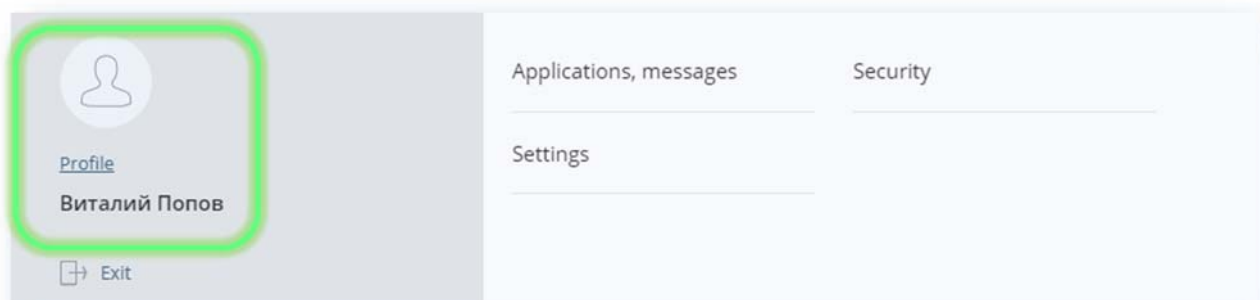 Applications, messages
Security
Settings
Profile
Виталий Попов
Exit